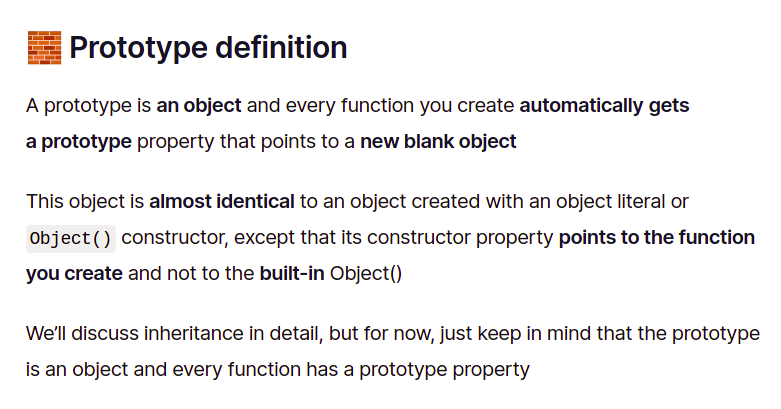 🧱 Prototype definition
A prototype is an object and every function you create automatically gets
a prototype property that points to a new blank object
This object is almost identical to an object created with an object literal or
Object() constructor, except that its constructor property points to the function
you create and not to the built-in Object()
We’ll discuss inheritance in detail, but for now, just keep in mind that the prototype
is an object and every function has a prototype property